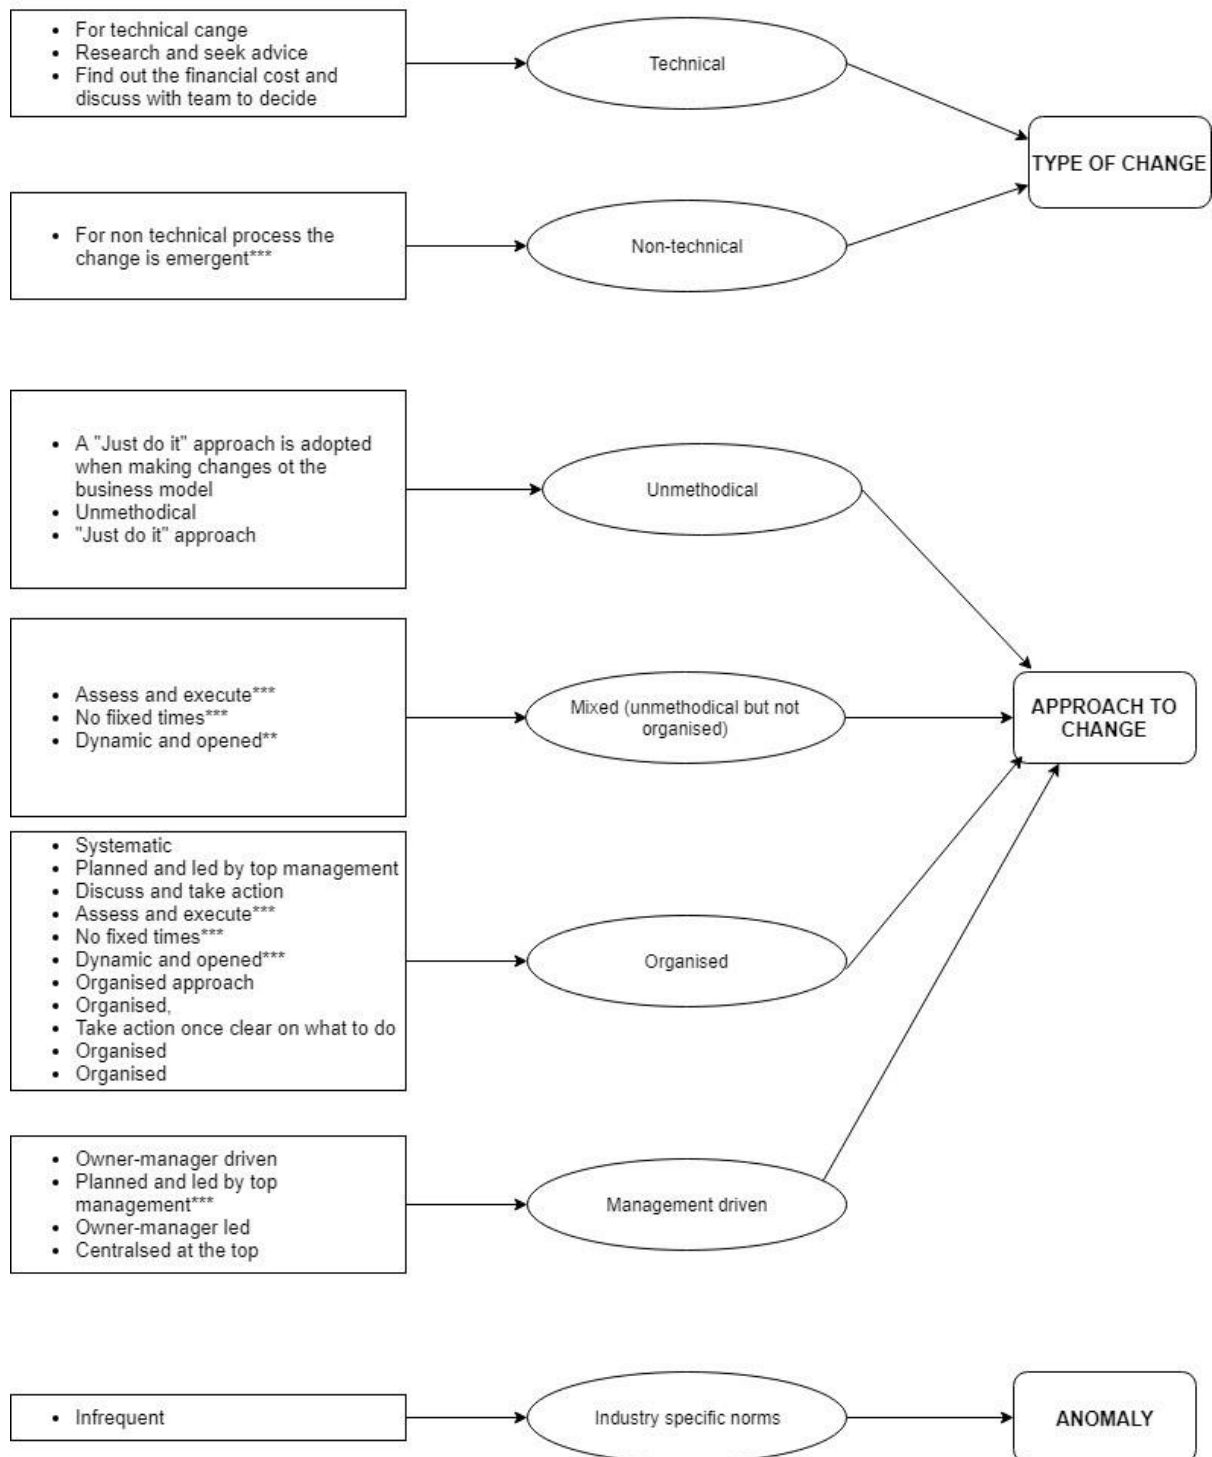 • For technical cange
• Research and seek advice
• Find out the financial cost and
discuss with team to decide
Technical
TYPE OF CHANGE
• For non technical process the
change is emergent***
Non-technical
• A "Just do it" approach is adopted
when making changes ot the
business model
• Unmethodical
• "Just do it" approach
Unmethodical
• Assess and execute***
• No fiixed times***
• Dynamic and opened**
Mixed (unmethodical but not
organised)
APPROACH TO
CHANGE
• Systematic
• Planned and led by top management
• Discuss and take action
• Assess and execute***
• No fixed times***
• Dynamic and opened***
• Organised approach
• Organised,
• Take action once clear on what to do
• Organised
• Organised
Organised
• Owner-manager driven
• Planned and led by top
management***
• Owner-manager led
• Centralsed at the top
Management driven
• Infrequent
Industry specific norms
ANOMALY